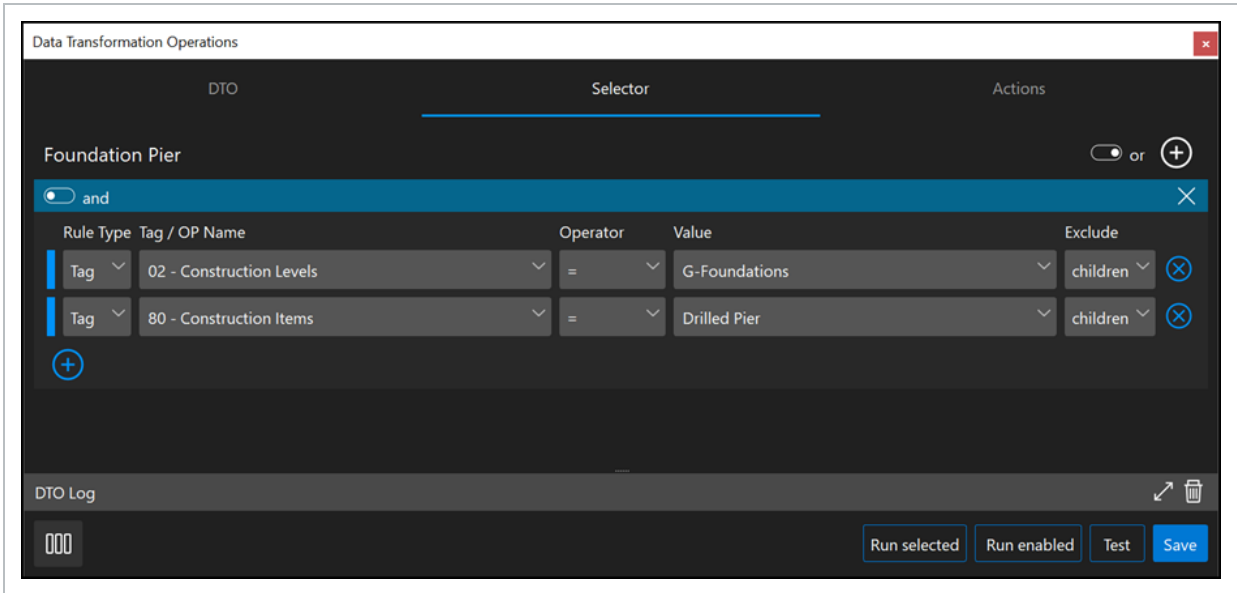 Data Transformation Operations
DTO Selector Actions
Foundation Pier or
and
Rule Type Tag / OP Name Operator Value Exclude
Tag 02 - Construction Levels = G-Foundations children
Tag 80 - Construction Items = Drilled Pier children
DTO Log
Run selected Run enabled Test Save